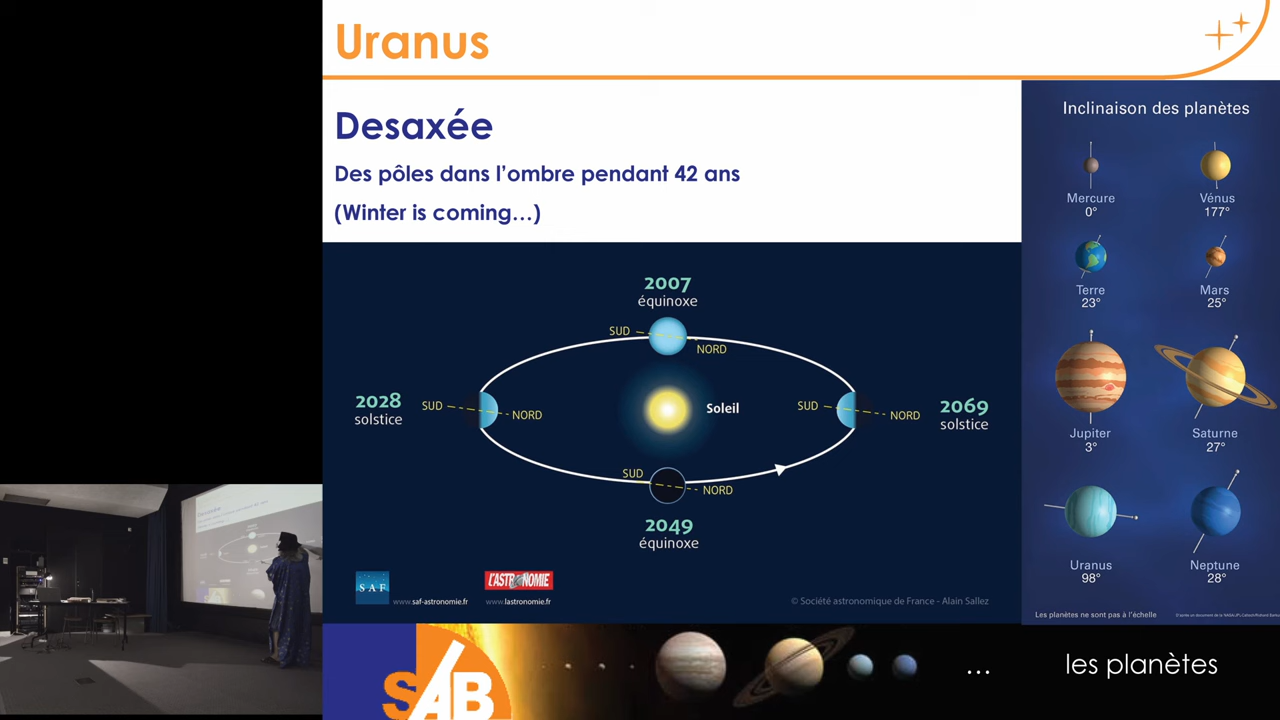 Uranus
Desaxée
Des pôles dans l'ombre pendant 42 ans
(Winter is coming...)
2007
équinoxe
SUD
NORD
2028
solstice
SUD
NORD
Soleil
SUD
NORD
2069
solstice
SUD
NORD
2049
équinoxe
SAF
www.saf-astronomie.fr
L'ASTRONOMIE
www.lastronomie.fr
© Société astronomique de France - Alain Sallez
Inclinaison des planètes
Mercure
0°
Vénus
177°
Terre
23°
Mars
25°
Jupiter
3°
Saturne
27°
Uranus
98°
Neptune
28°
Les planètes ne sont pas à l'échelle
SAB
... les planètes